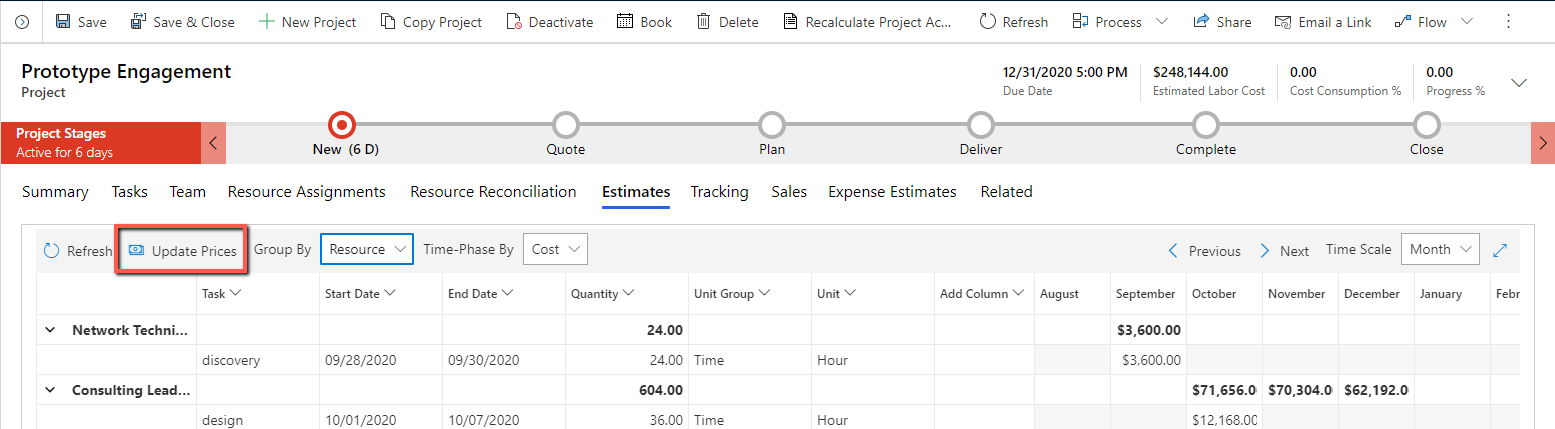 Save Save & Close New Project Copy Project Deactivate Book Delete Recalculate Project Ac... Refresh Process Share Email a Link Flow
Prototype Engagement
Project
12/31/2020 5:00 PM $248,144.00 0.00 0.00
Due Date Estimated Labor Cost Cost Consumption % Progress %
Project Stages
Active for 6 days
New (6 D) Quote Plan Deliver Complete Close
Summary Tasks Team Resource Assignments Resource Reconciliation Estimates Tracking Sales Expense Estimates Related
Refresh Update Prices Group By Resource Time-Phase By Cost Previous Next Time Scale Month
Task Start Date End Date Quantity Unit Group Unit Add Column August September October November December January Febr
Network Techni... 24.00 $3,600.00
discovery 09/28/2020 09/30/2020 24.00 Time Hour $3,600.00
Consulting Lead... 604.00 $71,656.0 $70,304.0 $62,192.0
design 10/01/2020 10/07/2020 36.00 Time Hour $12,168.00